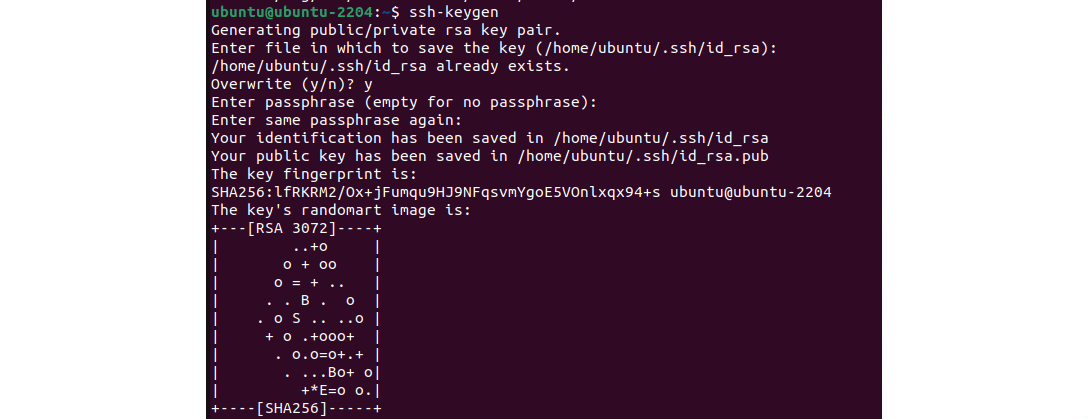 ubuntu@ubuntu-2204:~$ ssh-keygen
Generating public/private rsa key pair.
Enter file in which to save the key (/home/ubuntu/.ssh/id_rsa):
/home/ubuntu/.ssh/id_rsa already exists.
Overwrite (y/n)? y
Enter passphrase (empty for no passphrase):
Enter same passphrase again:
Your identification has been saved in /home/ubuntu/.ssh/id_rsa
Your public key has been saved in /home/ubuntu/.ssh/id_rsa.pub
The key fingerprint is:
SHA256:lfRKRM2/Ox+jFumqu9HJ9NFqsvmYgoE5VOnlxqx94+s ubuntu@ubuntu-2204
The key's randomart image is:
+---[RSA 3072]----+
|        ..+o     |
|       o + oo    |
|      o = + ..   |
|     . . B .  o  |
|    . o S .. ..o |
|     + o .+ooo+  |
|      . o.o=o+.+ |
|       . ...Bo+ o|
|         +*E=o o.|
+----[SHA256]-----+